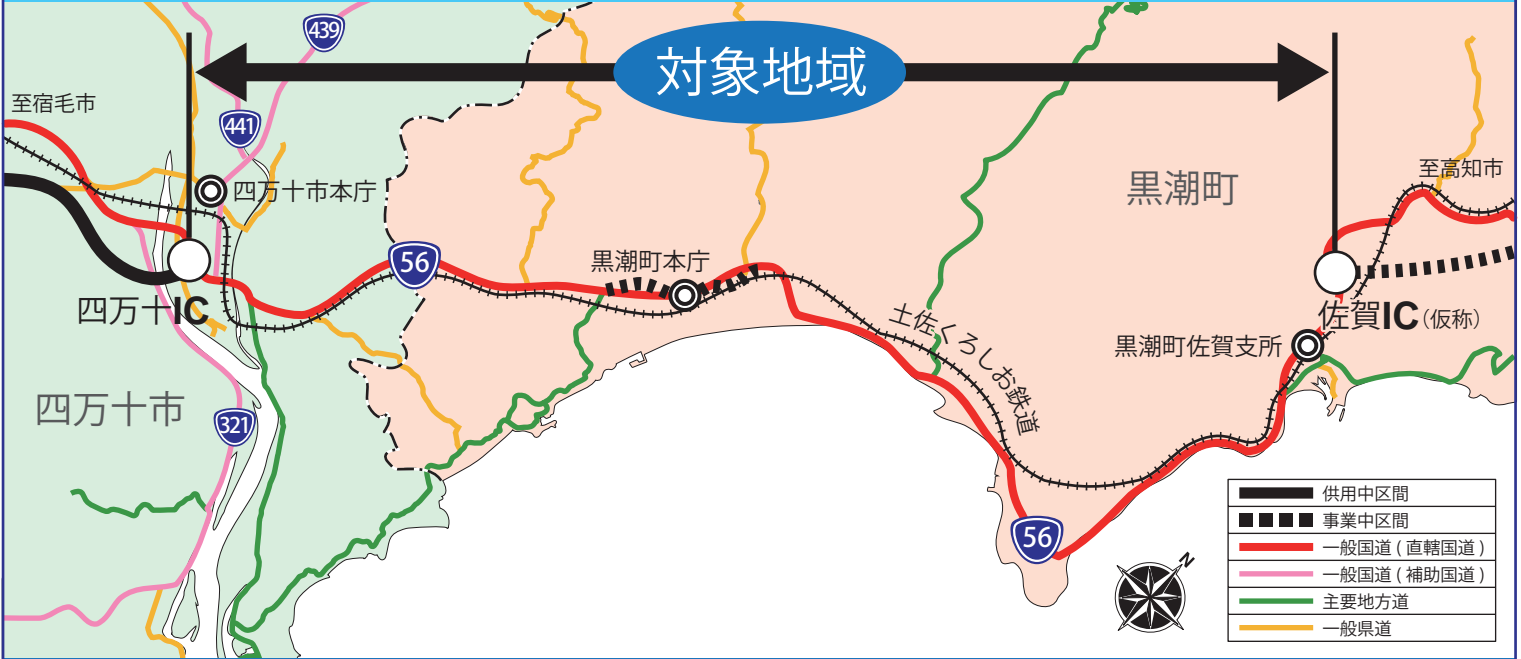 439
対象地域
至宿毛市
441
四万十市本庁
至高知市
黒潮町
56
黒潮町本庁
四万十IC
佐賀IC(仮称)
土佐くろしお鉄道
黒潮町佐賀支所
四万十市
321
56
N
供用中区間
事業中区間
一般国道(直轄国道)
一般国道(補助国道)
主要地方道
一般県道